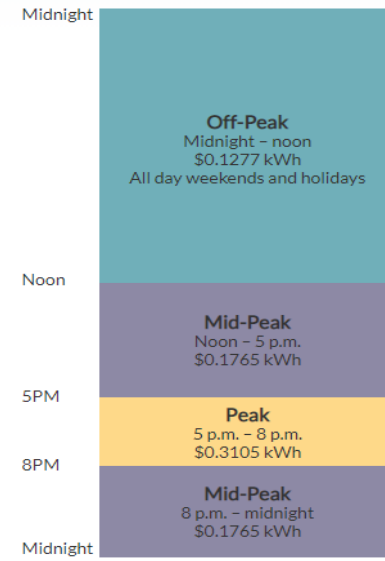 Midnight
Off-Peak
Midnight – noon
$0.1277 kWh
All day weekends and holidays
Noon
Mid-Peak
Noon – 5 p.m.
$0.1765 kWh
5PM
Peak
5 p.m. – 8 p.m.
$0.3105 kWh
8PM
Mid-Peak
8 p.m. – midnight
$0.1765 kWh
Midnight